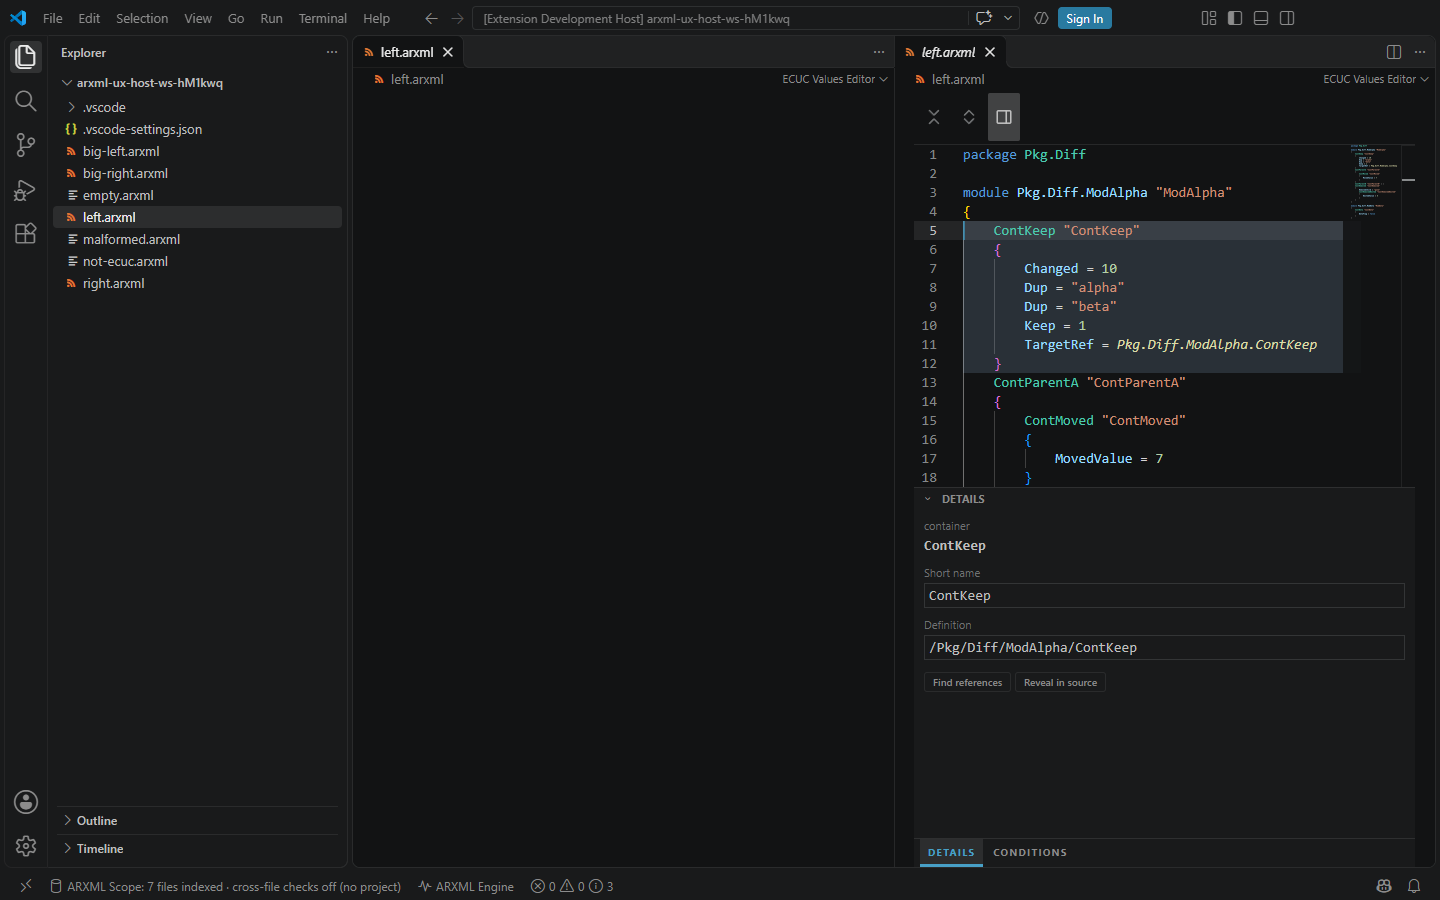 File Edit Selection View Go Run Terminal Help
[Extension Development Host] arxml-ux-host-ws-hM1kwq
Sign In
Explorer
arxml-ux-host-ws-hM1kwq
.vscode
{} .vscode-settings.json
big-left.arxml
big-right.arxml
empty.arxml
left.arxml
malformed.arxml
not-ecuc.arxml
right.arxml
Outline
Timeline
left.arxml
left.arxml
ECUC Values Editor
left.arxml
left.arxml
ECUC Values Editor
1 package Pkg.Diff
2
3 module Pkg.Diff.ModAlpha "ModAlpha"
4 {
5 ContKeep "ContKeep"
6 {
7 Changed = 10
8 Dup = "alpha"
9 Dup = "beta"
10 Keep = 1
11 TargetRef = Pkg.Diff.ModAlpha.ContKeep
12 }
13 ContParentA "ContParentA"
14 {
15 ContMoved "ContMoved"
16 {
17 MovedValue = 7
18 }
DETAILS
container
ContKeep
Short name
ContKeep
Definition
/Pkg/Diff/ModAlpha/ContKeep
Find references Reveal in source
DETAILS CONDITIONS
ARXML Scope: 7 files indexed · cross-file checks off (no project) ARXML Engine 0 0 3